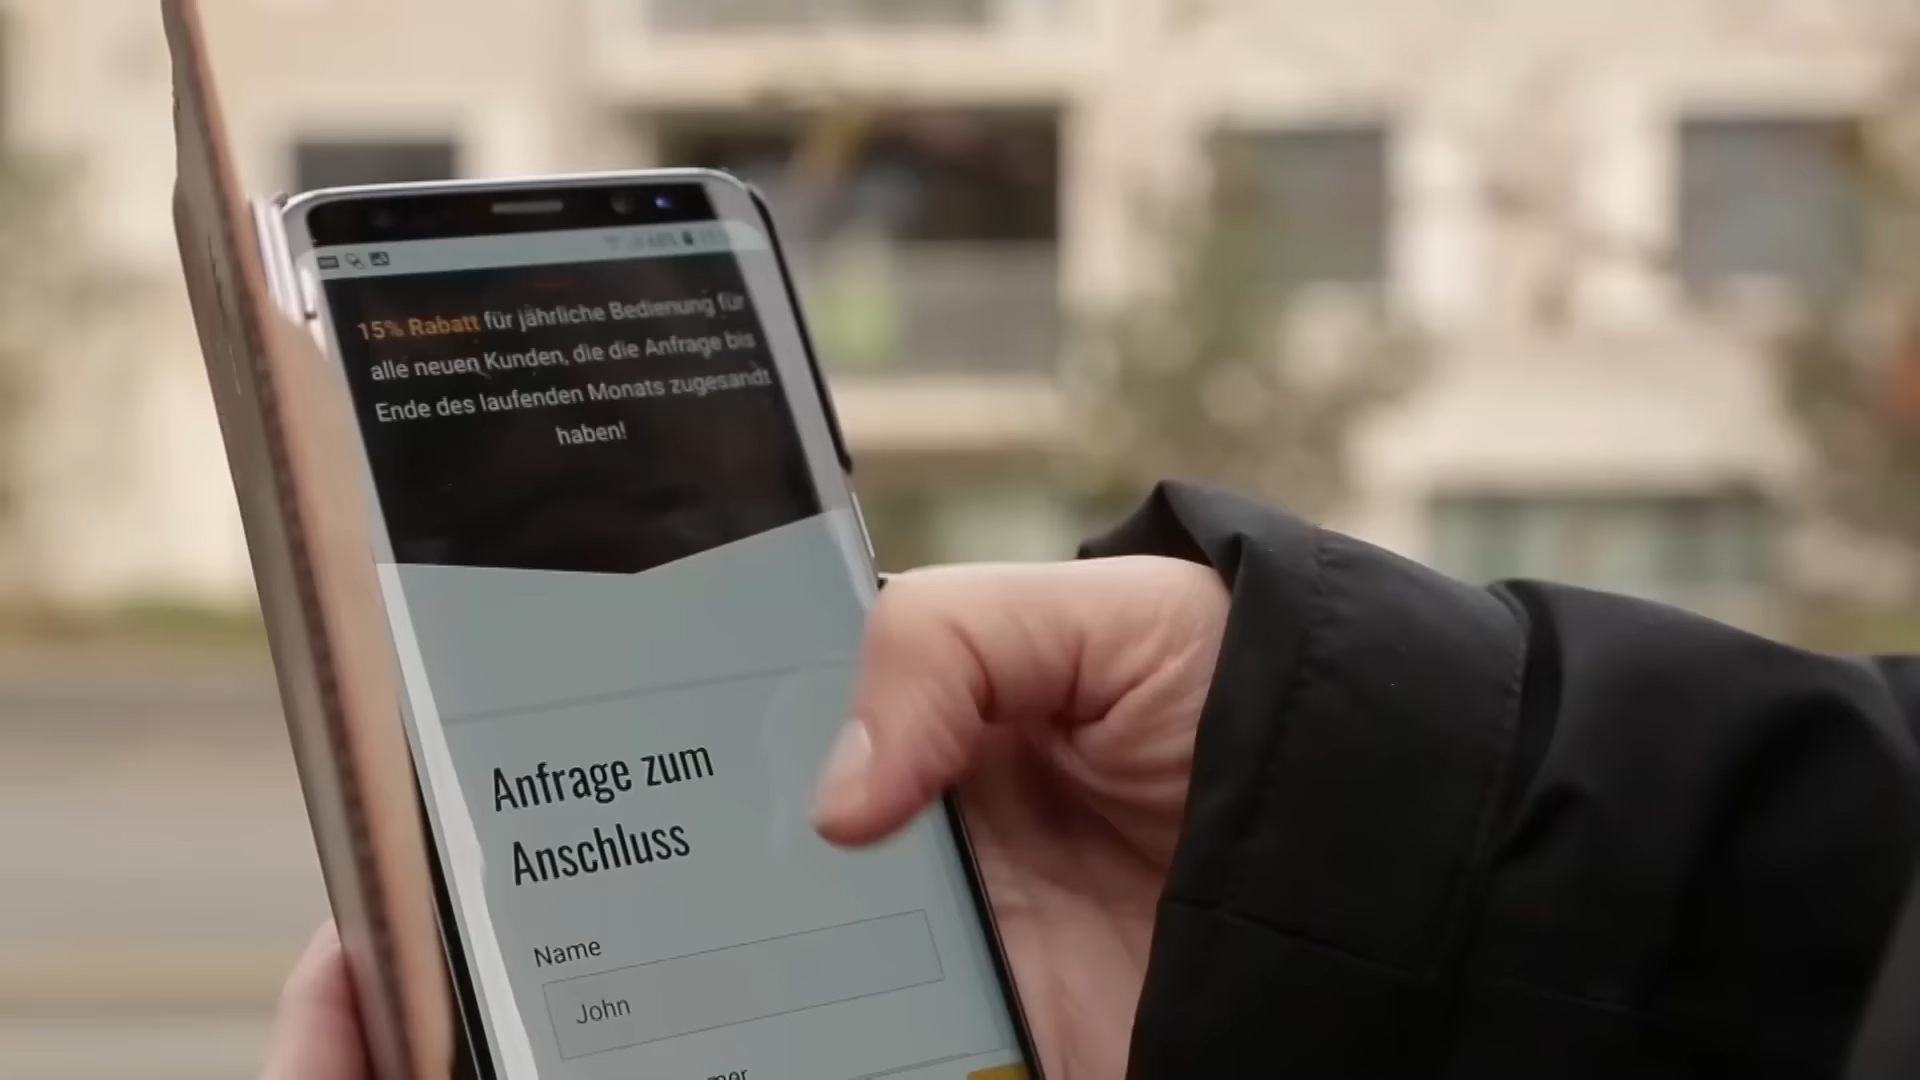 15% Rabatt für jährliche Bedienung für
alle neuen Kunden, die die Anfrage bis
Ende des laufenden Monats zugesandt
haben!
Anfrage zum
Anschluss
Name
John